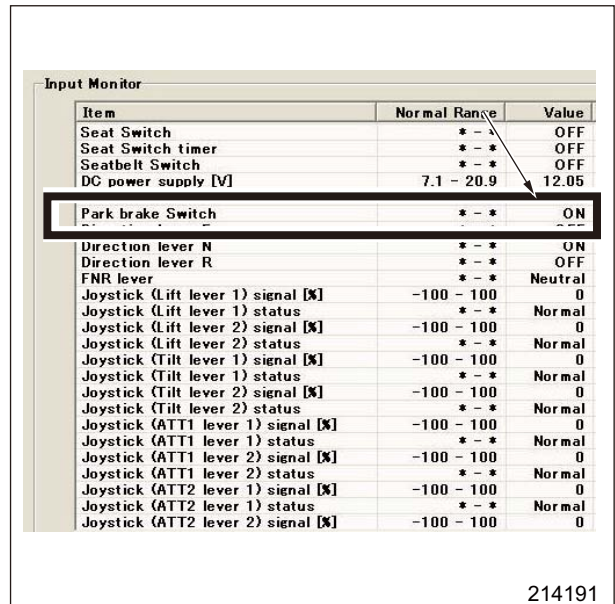 Input Monitor
Item Normal Range Value
Seat Switch * - * OFF
Seat Switch timer * - * OFF
Seatbelt Switch * - * OFF
DC power supply [V] 7.1 - 20.9 12.05
Park brake Switch * - * ON
Direction lever N * - * ON
Direction lever R * - * OFF
FNR lever * - * Neutral
Joystick (Lift lever 1) signal [%] -100 - 100 0
Joystick (Lift lever 1) status * - * Normal
Joystick (Lift lever 2) signal [%] -100 - 100 0
Joystick (Lift lever 2) status * - * Normal
Joystick (Tilt lever 1) signal [%] -100 - 100 0
Joystick (Tilt lever 1) status * - * Normal
Joystick (Tilt lever 2) signal [%] -100 - 100 0
Joystick (Tilt lever 2) status * - * Normal
Joystick (ATT1 lever 1) signal [%] -100 - 100 0
Joystick (ATT1 lever 1) status * - * Normal
Joystick (ATT1 lever 2) signal [%] -100 - 100 0
Joystick (ATT1 lever 2) status * - * Normal
Joystick (ATT2 lever 1) signal [%] -100 - 100 0
Joystick (ATT2 lever 1) status * - * Normal
Joystick (ATT2 lever 2) signal [%] -100 - 100 0
214191